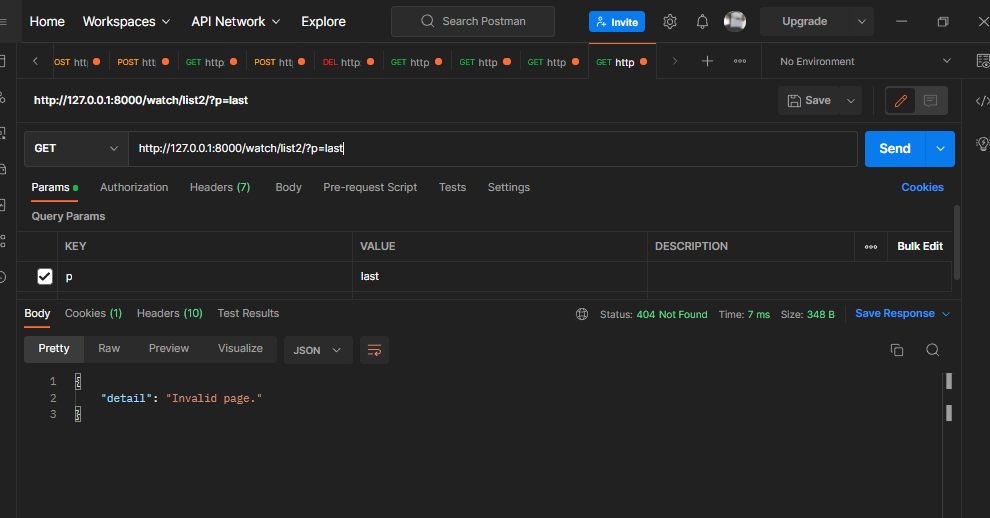 Home Workspaces API Network Explore Search Postman Invite Upgrade
OST htt POST htt GET http POST htt DEL http GET http GET http GET http GET http No Environment
http://127.0.0.1:8000/watch/list2/?p=last Save
GET http://127.0.0.1:8000/watch/list2/?p=last Send
Params Authorization Headers (7) Body Pre-request Script Tests Settings Cookies
Query Params
KEY VALUE DESCRIPTION Bulk Edit
p last
Body Cookies (1) Headers (10) Test Results Status: 404 Not Found Time: 7 ms Size: 348 B Save Response
Pretty Raw Preview Visualize JSON
1 {
2 "detail": "Invalid page."
3 }